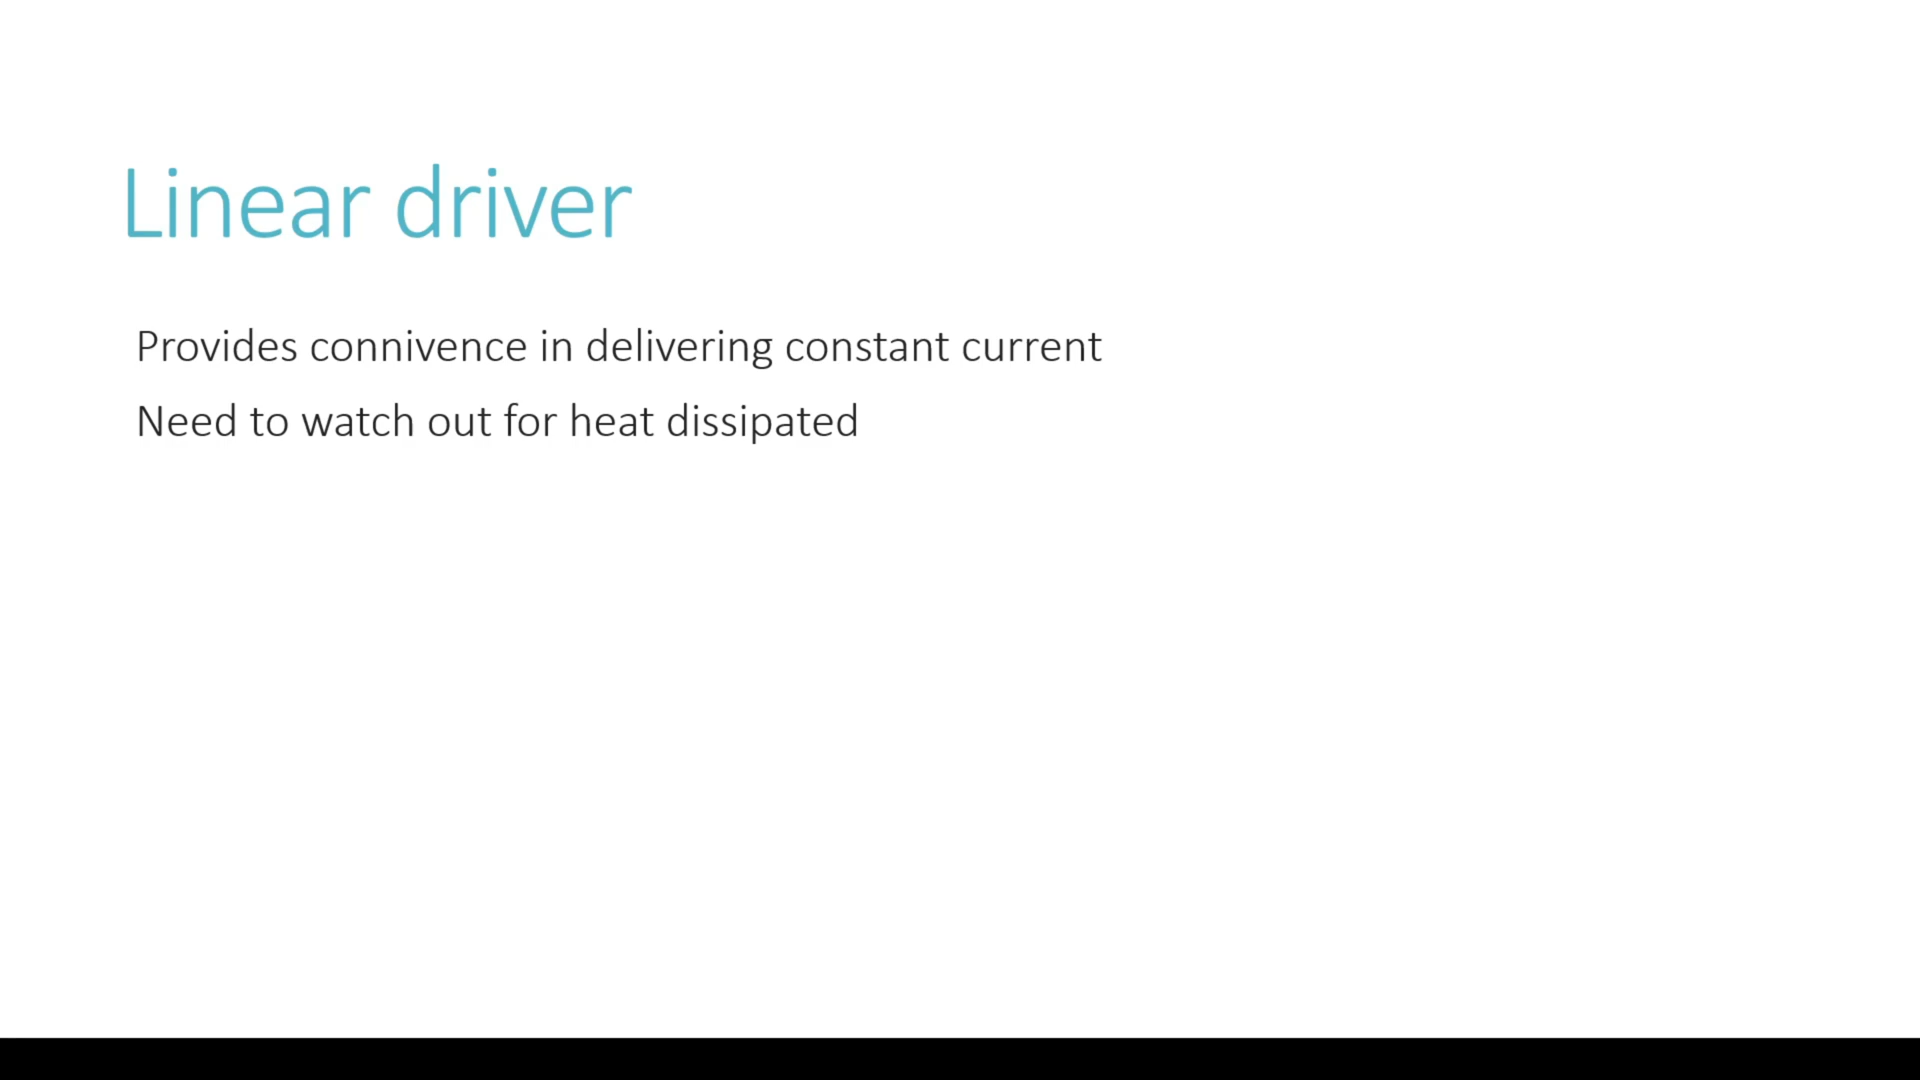 Linear driver
Provides connivence in delivering constant current
Need to watch out for heat dissipated